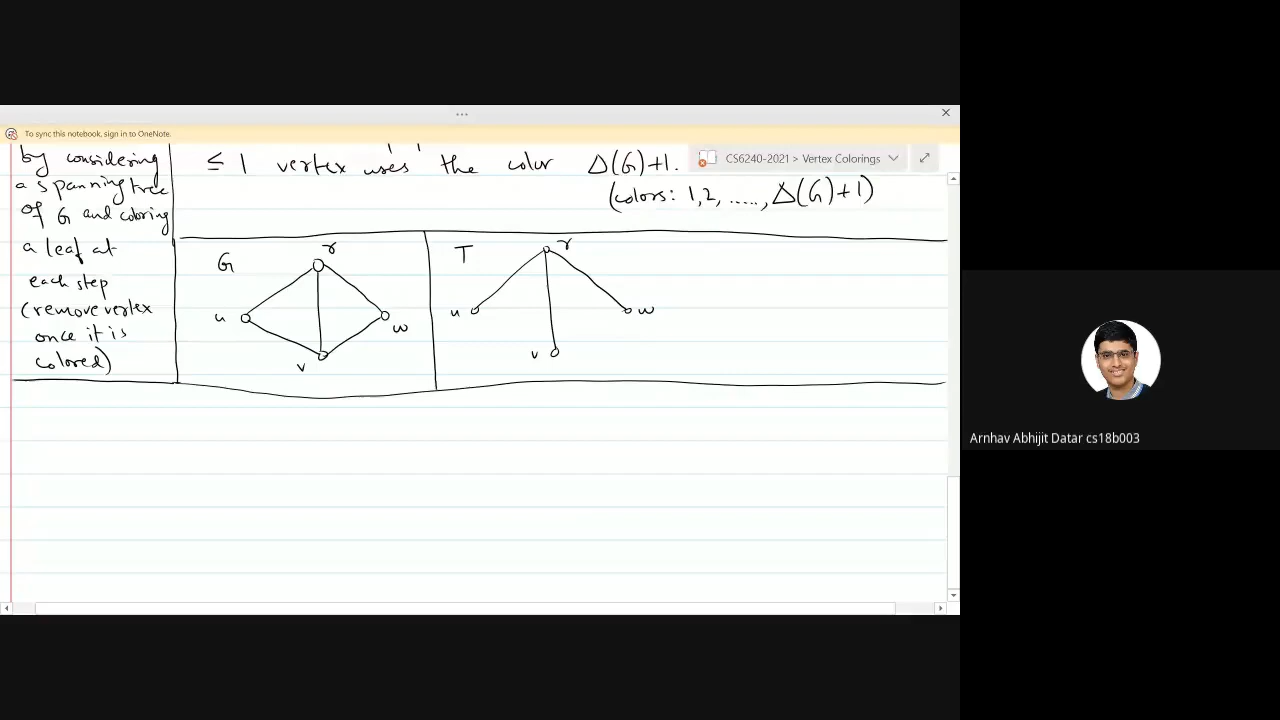 To sync this notebook, sign in to OneNote.
CS6240-2021 > Vertex Colorings
by considering
a spanning tree
of G and coloring
a leaf at
each step
(remove vertex
once it is
colored)
≤ 1 vertex uses the color Δ(G)+1.
(colors: 1,2, ....., Δ(G)+1)
G
r
u
w
v
T
r
u
w
v
Arnhav Abhijit Datar cs18b003